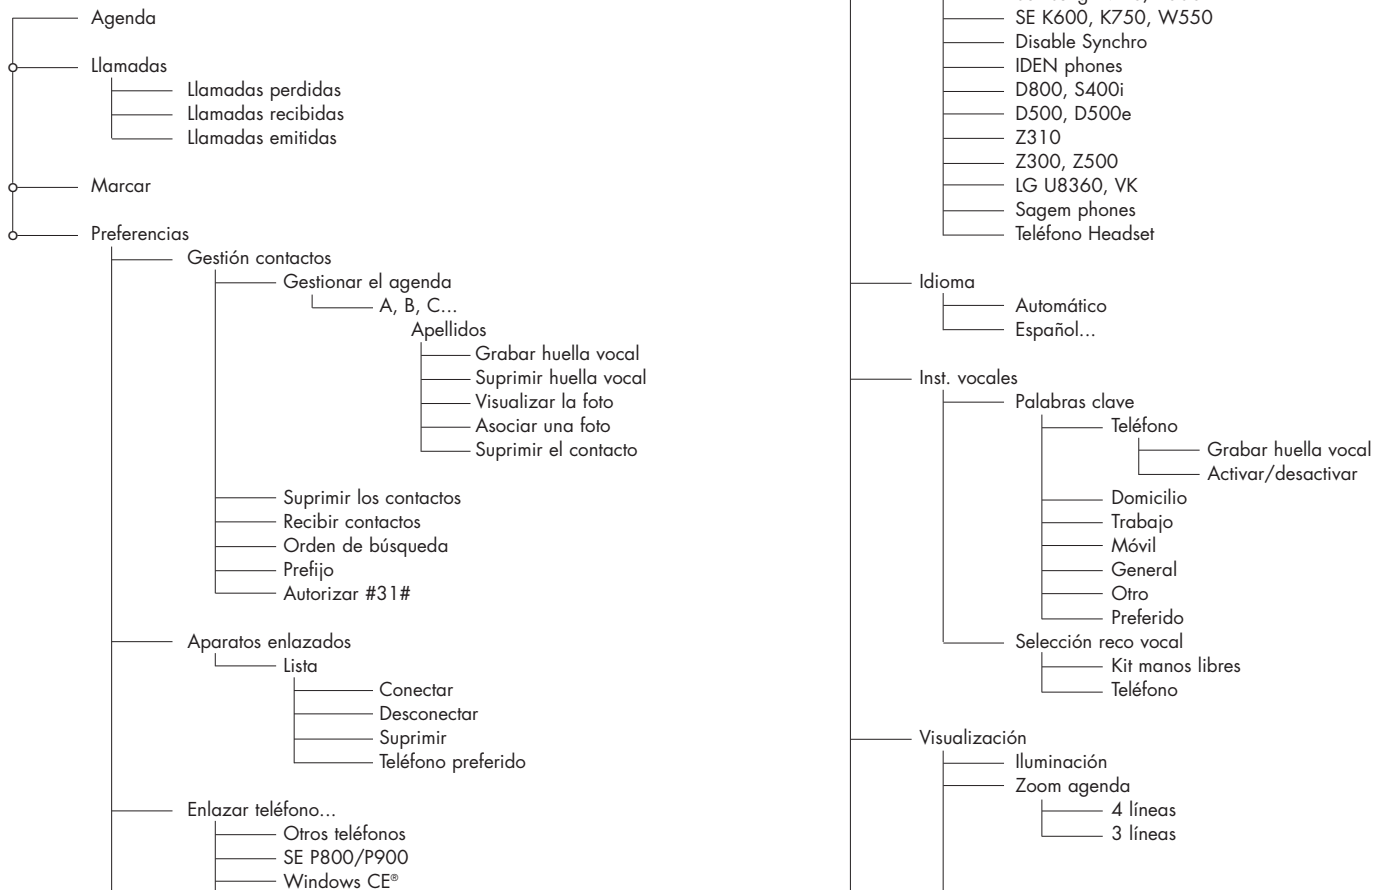 Agenda
Llamadas
Llamadas perdidas
Llamadas recibidas
Llamadas emitidas
Marcar
Preferencias
Gestión contactos
Gestionar el agenda
A, B, C...
Apellidos
Grabar huella vocal
Suprimir huella vocal
Visualizar la foto
Asociar una foto
Suprimir el contacto
Suprimir los contactos
Recibir contactos
Orden de búsqueda
Prefijo
Autorizar #31#
Aparatos enlazados
Lista
Conectar
Desconectar
Suprimir
Teléfono preferido
Enlazar teléfono...
Otros teléfonos
SE P800/P900
Windows CE®
SE K600, K750, W550
Disable Synchro
IDEN phones
D800, S400i
D500, D500e
Z310
Z300, Z500
LG U8360, VK
Sagem phones
Teléfono Headset
Idioma
Automático
Español...
Inst. vocales
Palabras clave
Teléfono
Grabar huella vocal
Activar/desactivar
Domicilio
Trabajo
Móvil
General
Otro
Preferido
Selección reco vocal
Kit manos libres
Teléfono
Visualización
Iluminación
Zoom agenda
4 líneas
3 líneas